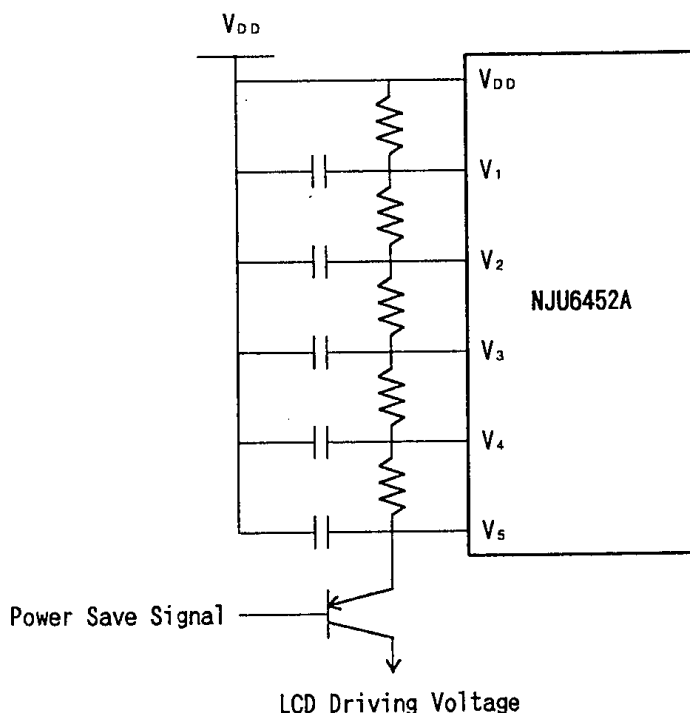 VDD
VDD
V1
V2
NJU6452A
V3
V4
V5
Power Save Signal
LCD Driving Voltage